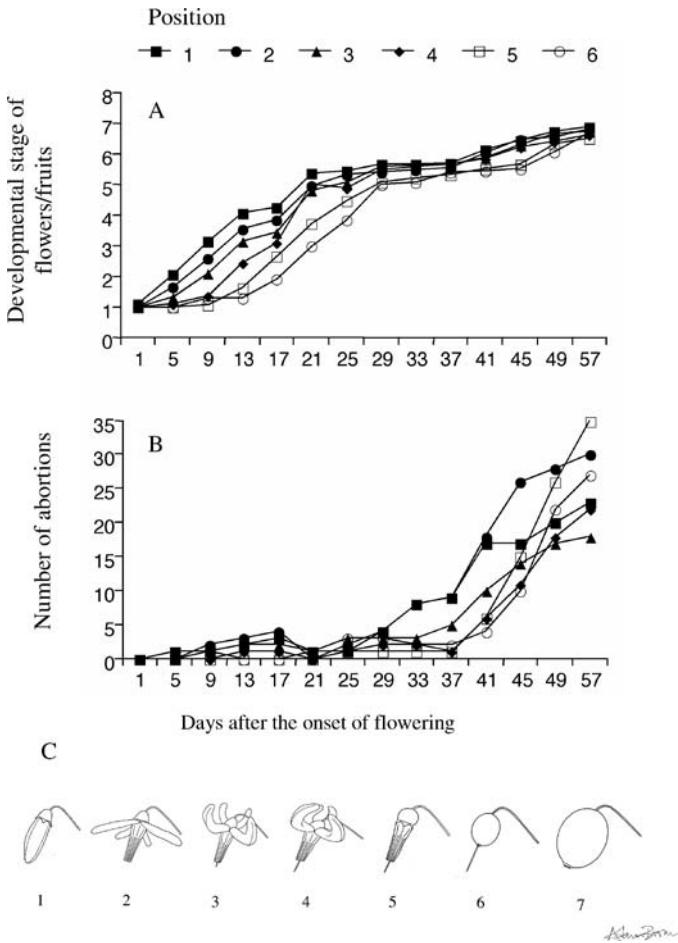 Position
1 2 3 4 5 6
A
Developmental stage of
flowers/fruits
8
7
6
5
4
3
2
1
0
1 5 9 13 17 21 25 29 33 37 41 45 49 57
B
Number of abortions
35
30
25
20
15
10
5
0
1 5 9 13 17 21 25 29 33 37 41 45 49 57
Days after the onset of flowering
C
1 2 3 4 5 6 7